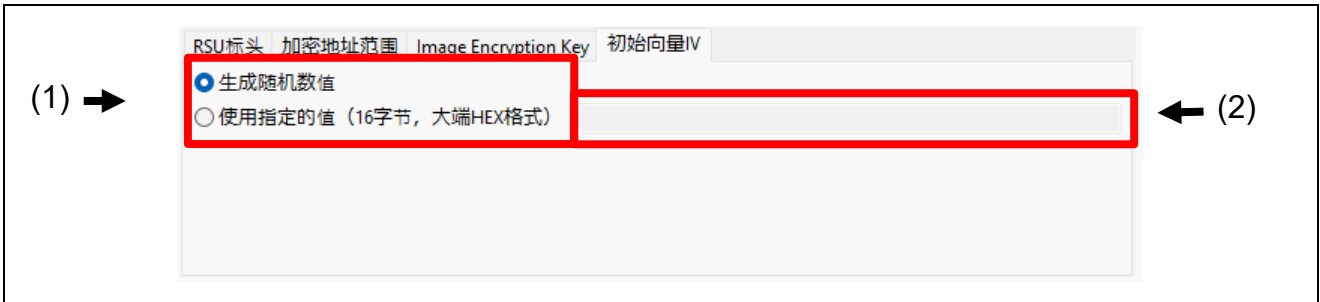 RSU标头 加密地址范围 Image Encryption Key 初始向量IV
生成随机数值
(1)
使用指定的值（16字节，大端HEX格式）
(2)